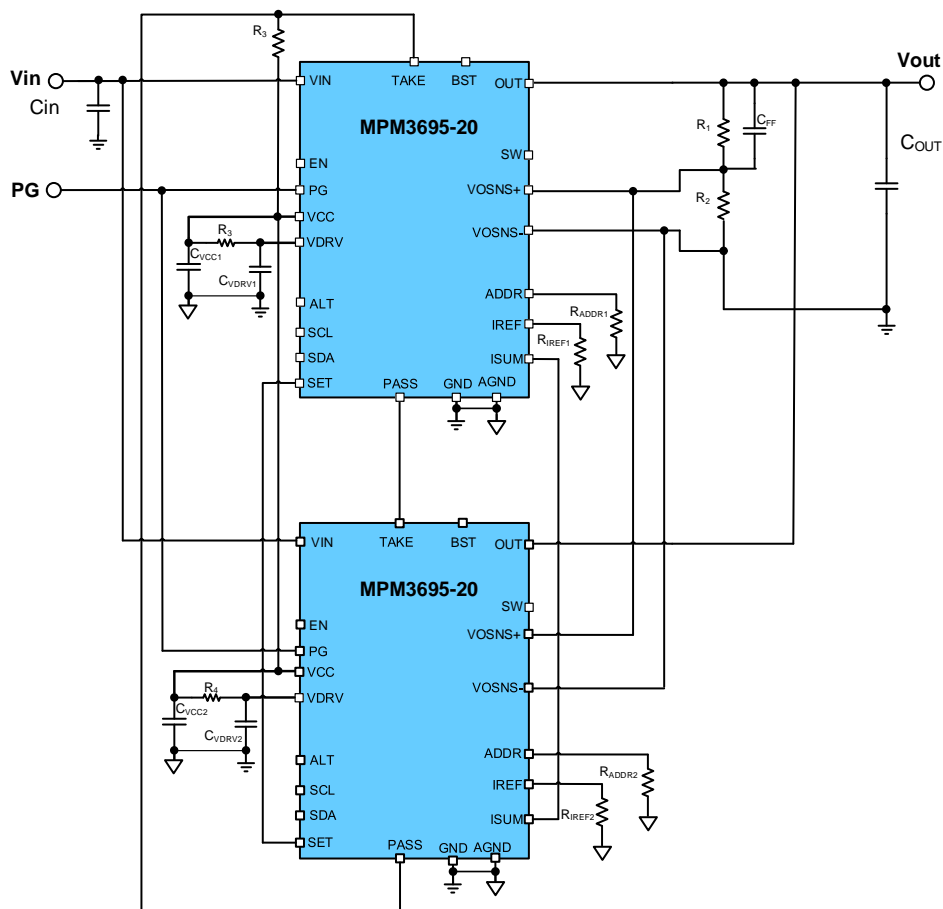 R3
Vin
Cin
VIN
TAKE
BST
OUT
Vout
MPM3695-20
R1
CFF
COUT
EN
SW
PG
PG
VOSNS+
R2
VCC
R3
VDRV
VOSNS-
CVCC1
CVDRV1
ALT
ADDR
RADDR1
SCL
IREF
RIREF1
SDA
ISUM
SET
PASS
GND
AGND
VIN
TAKE
BST
OUT
MPM3695-20
SW
EN
VOSNS+
PG
VCC
R4
VDRV
VOSNS-
CVCC2
CVDRV2
ALT
ADDR
RADDR2
SCL
IREF
RIREF2
SDA
ISUM
SET
PASS
GND
AGND